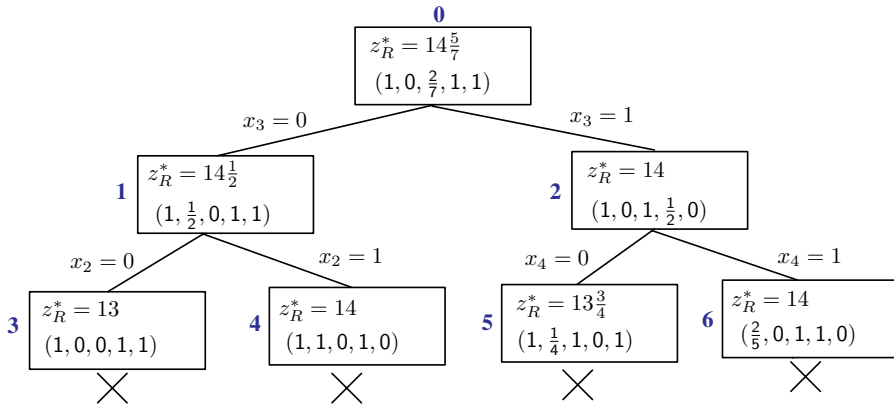 0
z*_R = 14 5/7
(1, 0, 2/7, 1, 1)
x_3 = 0
x_3 = 1
1
z*_R = 14 1/2
(1, 1/2, 0, 1, 1)
2
z*_R = 14
(1, 0, 1, 1/2, 0)
x_2 = 0
x_2 = 1
x_4 = 0
x_4 = 1
3
z*_R = 13
(1, 0, 0, 1, 1)
4
z*_R = 14
(1, 1, 0, 1, 0)
5
z*_R = 13 3/4
(1, 1/4, 1, 0, 1)
6
z*_R = 14
(2/5, 0, 1, 1, 0)